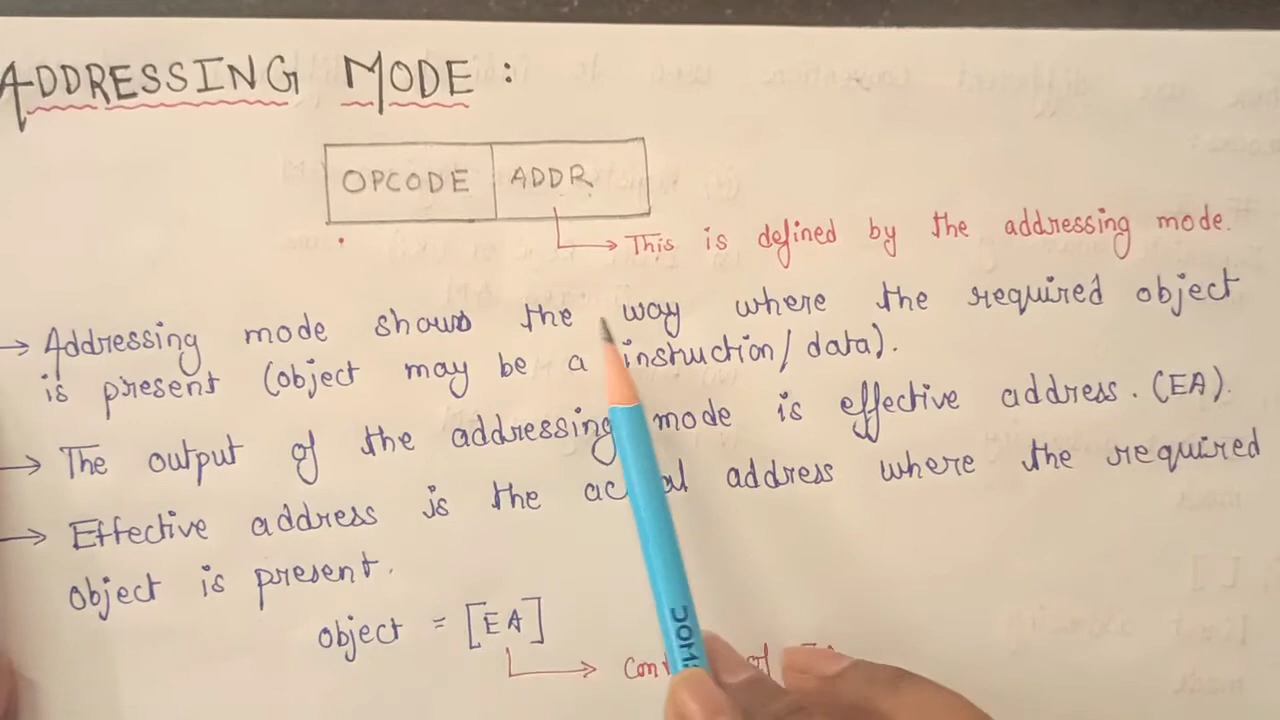 ADDRESSING MODE:
OPCODE ADDR
This is defined by the addressing mode.
→ Addressing mode shows the way where the required object
is present (object may be a instruction/data).
→ The output of the addressing mode is effective address. (EA).
→ Effective address is the address where the required
object is present.
object = [EA]
DOMS